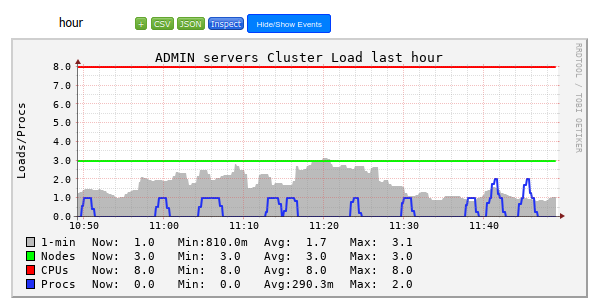 hour + CSV JSON Inspect Hide/Show Events
ADMIN servers Cluster Load last hour
RRDTOOL / TOBI OETIKER
Loads/Procs
8.0
7.0
6.0
5.0
4.0
3.0
2.0
1.0
0.0
10:50 11:00 11:10 11:20 11:30 11:40
1-min Now: 1.0 Min:810.0m Avg: 1.7 Max: 3.1
Nodes Now: 3.0 Min: 3.0 Avg: 3.0 Max: 3.0
CPUs Now: 8.0 Min: 8.0 Avg: 8.0 Max: 8.0
Procs Now: 0.0 Min: 0.0 Avg:290.3m Max: 2.0